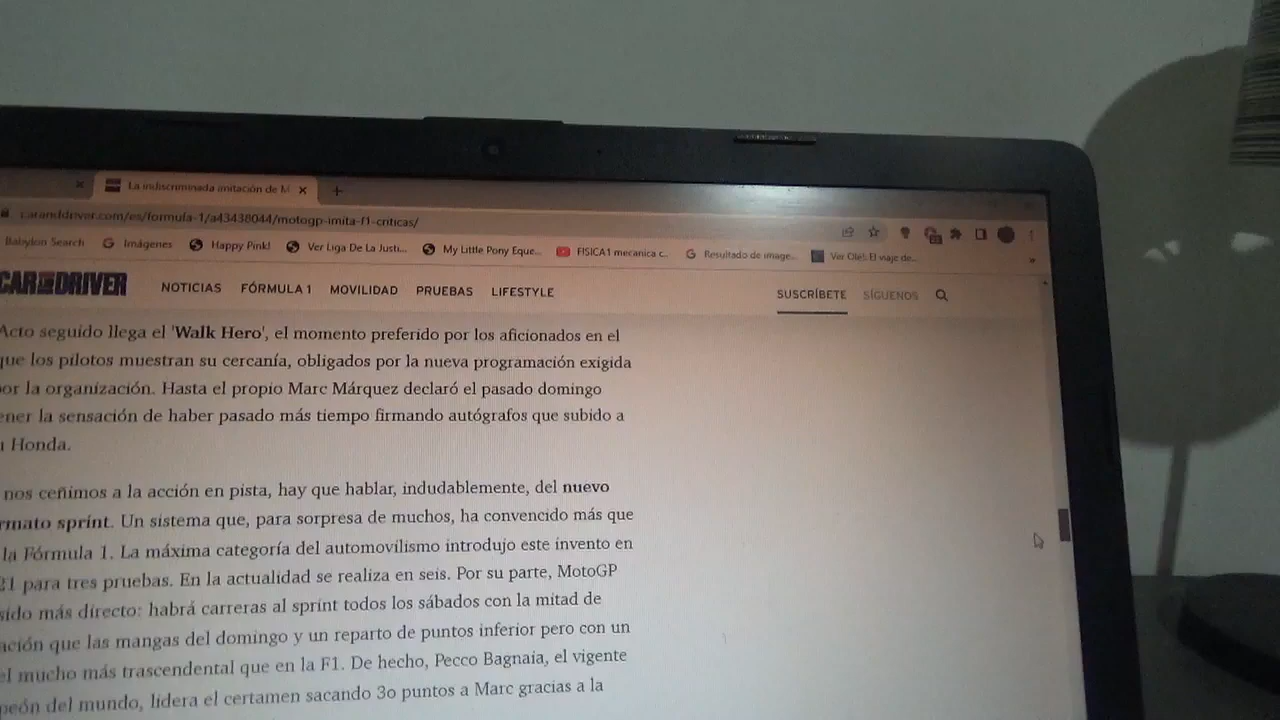 La indiscriminada imitación de M
caranddriver.com/es/formula-1/a43438044/motogp-imita-f1-criticas/
Babylon Search Imágenes Happy Pink! Ver Liga De La Justi... My Little Pony Eque... FISICA1 mecanica c... Resultado de image... Ver Olé!. El viaje de...
CAR AND DRIVER NOTICIAS FÓRMULA 1 MOVILIDAD PRUEBAS LIFESTYLE SUSCRÍBETE SÍGUENOS
Acto seguido llega el 'Walk Hero', el momento preferido por los aficionados en el
que los pilotos muestran su cercanía, obligados por la nueva programación exigida
or la organización. Hasta el propio Marc Márquez declaró el pasado domingo
ener la sensación de haber pasado más tiempo firmando autógrafos que subido a
Honda.
nos ceñimos a la acción en pista, hay que hablar, indudablemente, del nuevo
rmato sprint. Un sistema que, para sorpresa de muchos, ha convencido más que
la Fórmula 1. La máxima categoría del automovilismo introdujo este invento en
21 para tres pruebas. En la actualidad se realiza en seis. Por su parte, MotoGP
sido más directo: habrá carreras al sprint todos los sábados con la mitad de
ación que las mangas del domingo y un reparto de puntos inferior pero con un
el mucho más trascendental que en la F1. De hecho, Pecco Bagnaia, el vigente
peón del mundo, lidera el certamen sacando 30 puntos a Marc gracias a la